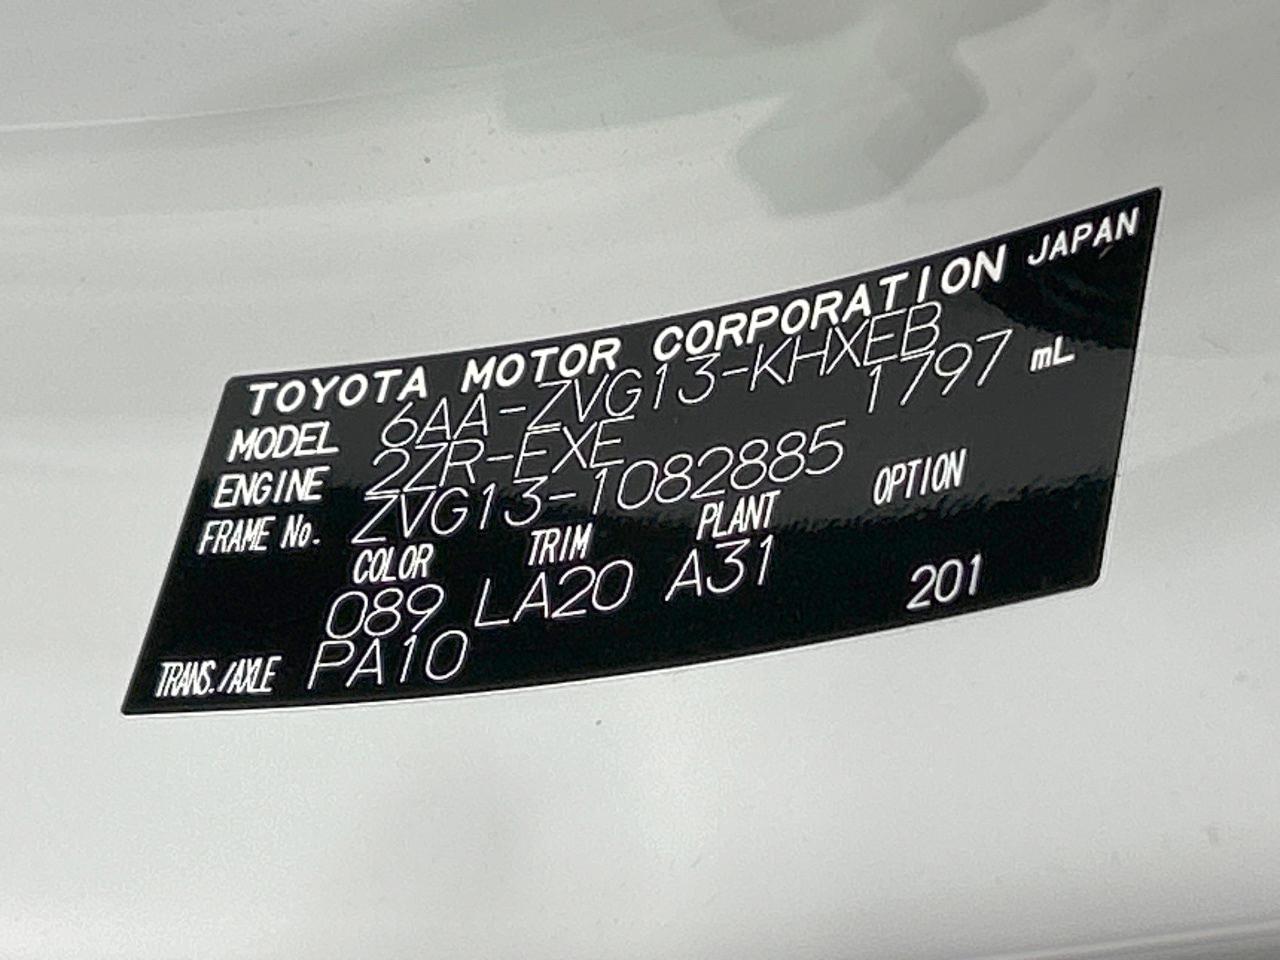 TOYOTA MOTOR CORPORATION JAPAN
MODEL 6AA-ZVG13-KHXEB
ENGINE 2ZR-FXE 1797 mL
FRAME No. ZVG13-1082885
COLOR TRIM PLANT OPTION
089 LA20 A31 201
TRANS./AXLE PA10